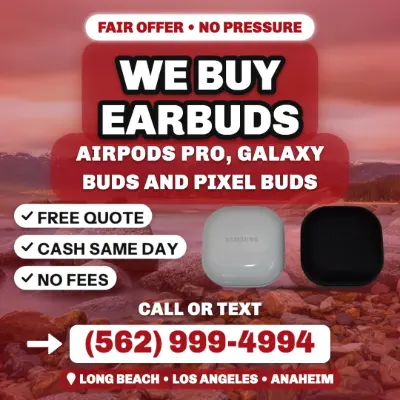 FAIR OFFER • NO PRESSURE
WE BUY
EARBUDS
AIRPODS PRO, GALAXY
BUDS AND PIXEL BUDS
FREE QUOTE
CASH SAME DAY
NO FEES
CALL OR TEXT
(562) 999-4994
LONG BEACH • LOS ANGELES • ANAHEIM